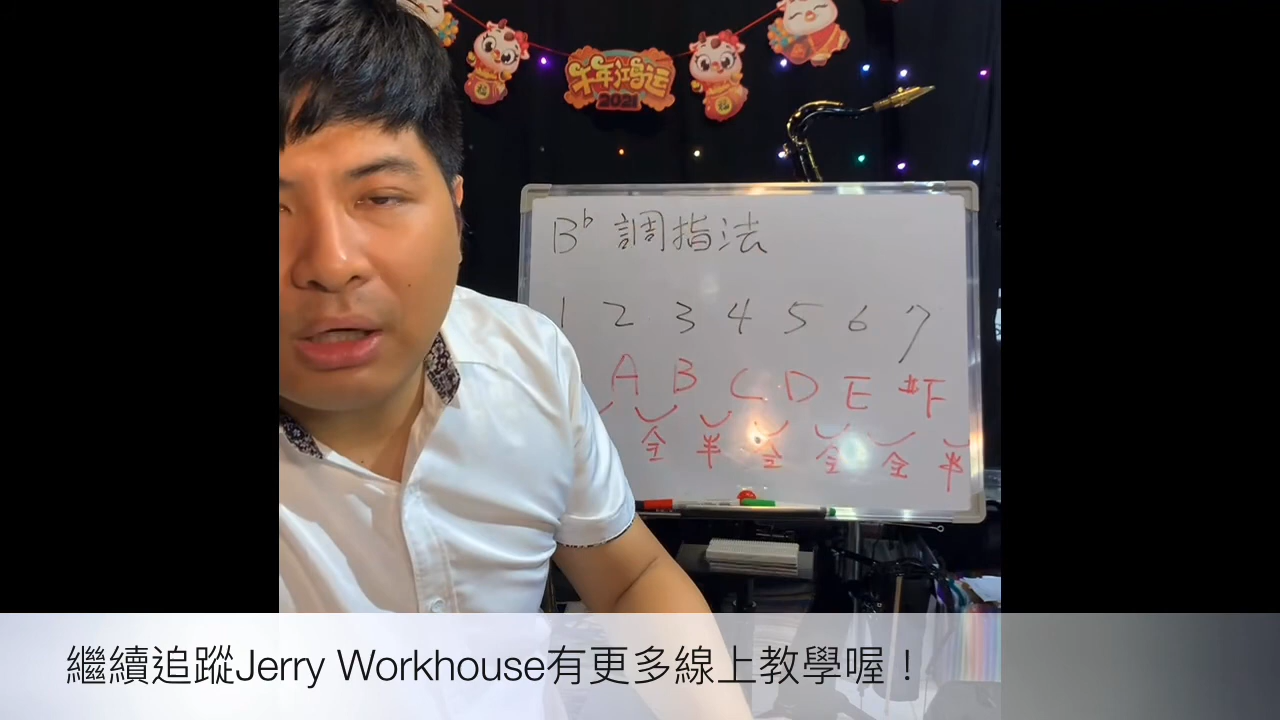 牛年鸿运
2021
B♭ 調指法
1 2 3 4 5 6 7
A B C D E #F
全 半 全 全 全 半
繼續追蹤Jerry Workhouse有更多線上教學喔！